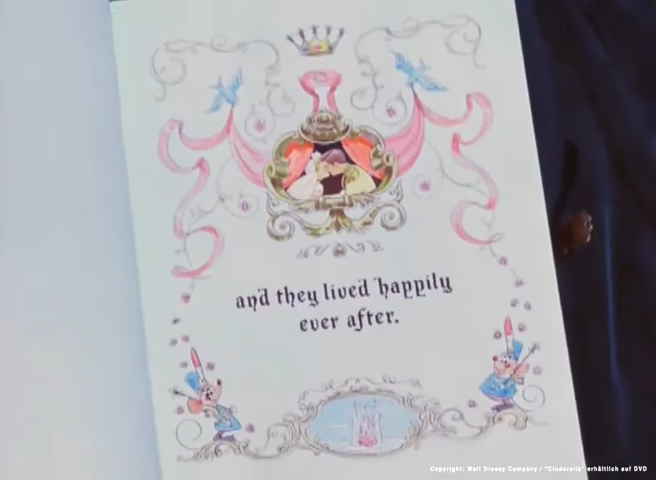 and they lived happily
ever after.
Copyright: Walt Disney Company / "Cinderella" erhältlich auf DVD